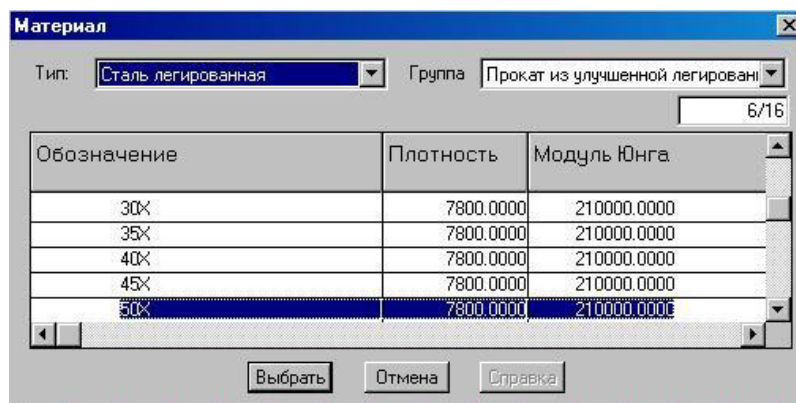 Материал
Тип: Сталь легированная Группа Прокат из улучшенной легировани
6/16
Обозначение Плотность Модуль Юнга
30Х 7800.0000 210000.0000
35Х 7800.0000 210000.0000
40Х 7800.0000 210000.0000
45Х 7800.0000 210000.0000
50Х 7800.0000 210000.0000
Выбрать Отмена Справка